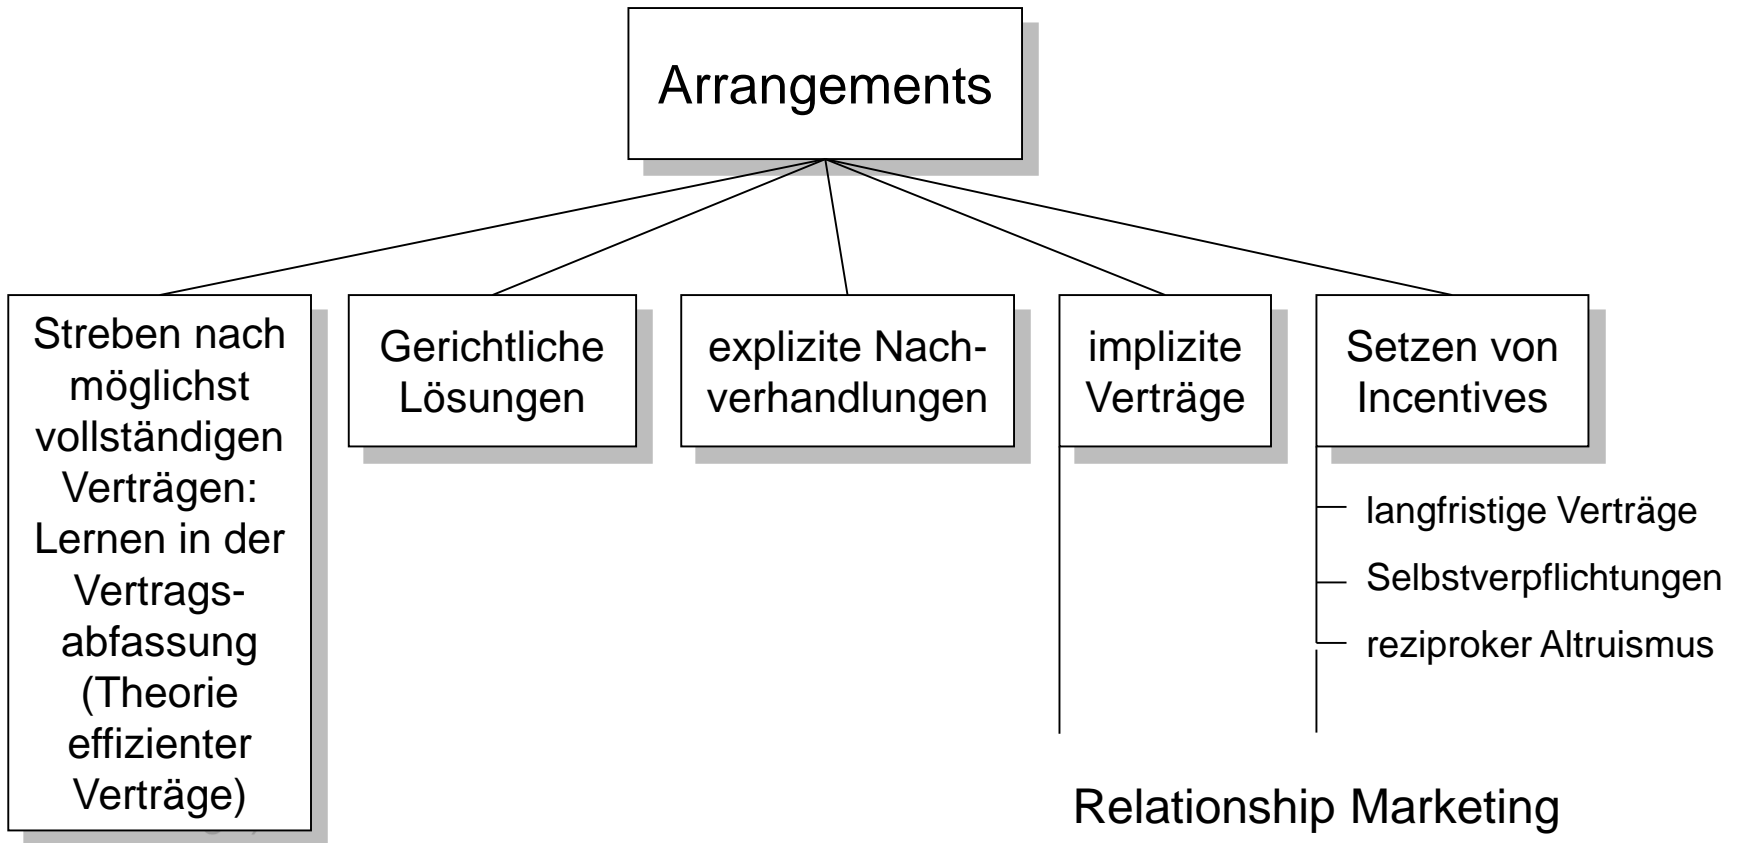 Arrangements
Streben nach
möglichst
vollständigen
Verträgen:
Lernen in der
Vertrags-
abfassung
(Theorie
effizienter
Verträge)
Gerichtliche
Lösungen
explizite Nach-
verhandlungen
implizite
Verträge
Setzen von
Incentives
langfristige Verträge
Selbstverpflichtungen
reziproker Altruismus
Relationship Marketing